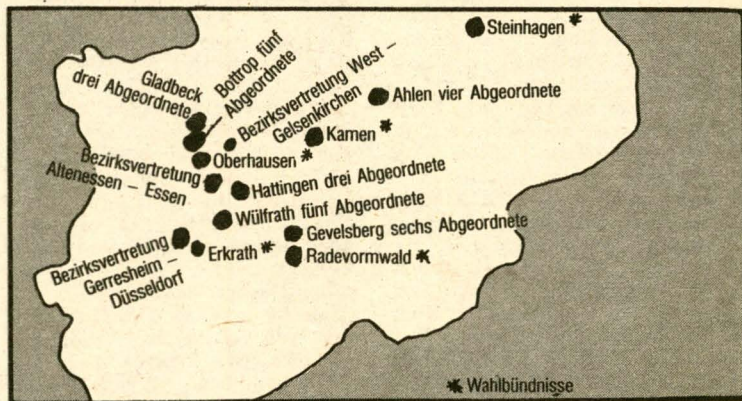 Steinhagen *
Gladbeck
drei Abgeordnete
Bottrop fünf
Abgeordnete
Bezirksvertretung West –
Gelsenkirchen
Ahlen vier Abgeordnete
Kamen *
Oberhausen *
Bezirksvertretung
Altenessen – Essen
Hattingen drei Abgeordnete
Wülfrath fünf Abgeordnete
Gevelsberg sechs Abgeordnete
Bezirksvertretung
Gerresheim –
Düsseldorf
Erkrath *
Radevormwald *
* Wahlbündnisse